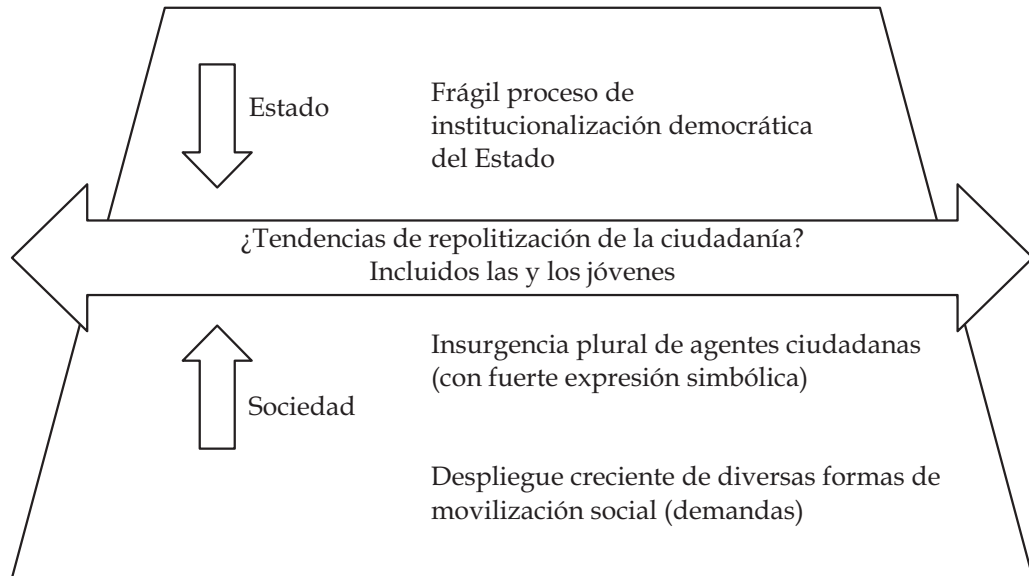 Estado
Frágil proceso de
institucionalización democrática
del Estado
¿Tendencias de repolitización de la ciudadanía?
Incluidos las y los jóvenes
Insurgencia plural de agentes ciudadanas
(con fuerte expresión simbólica)
Sociedad
Despliegue creciente de diversas formas de
movilización social (demandas)